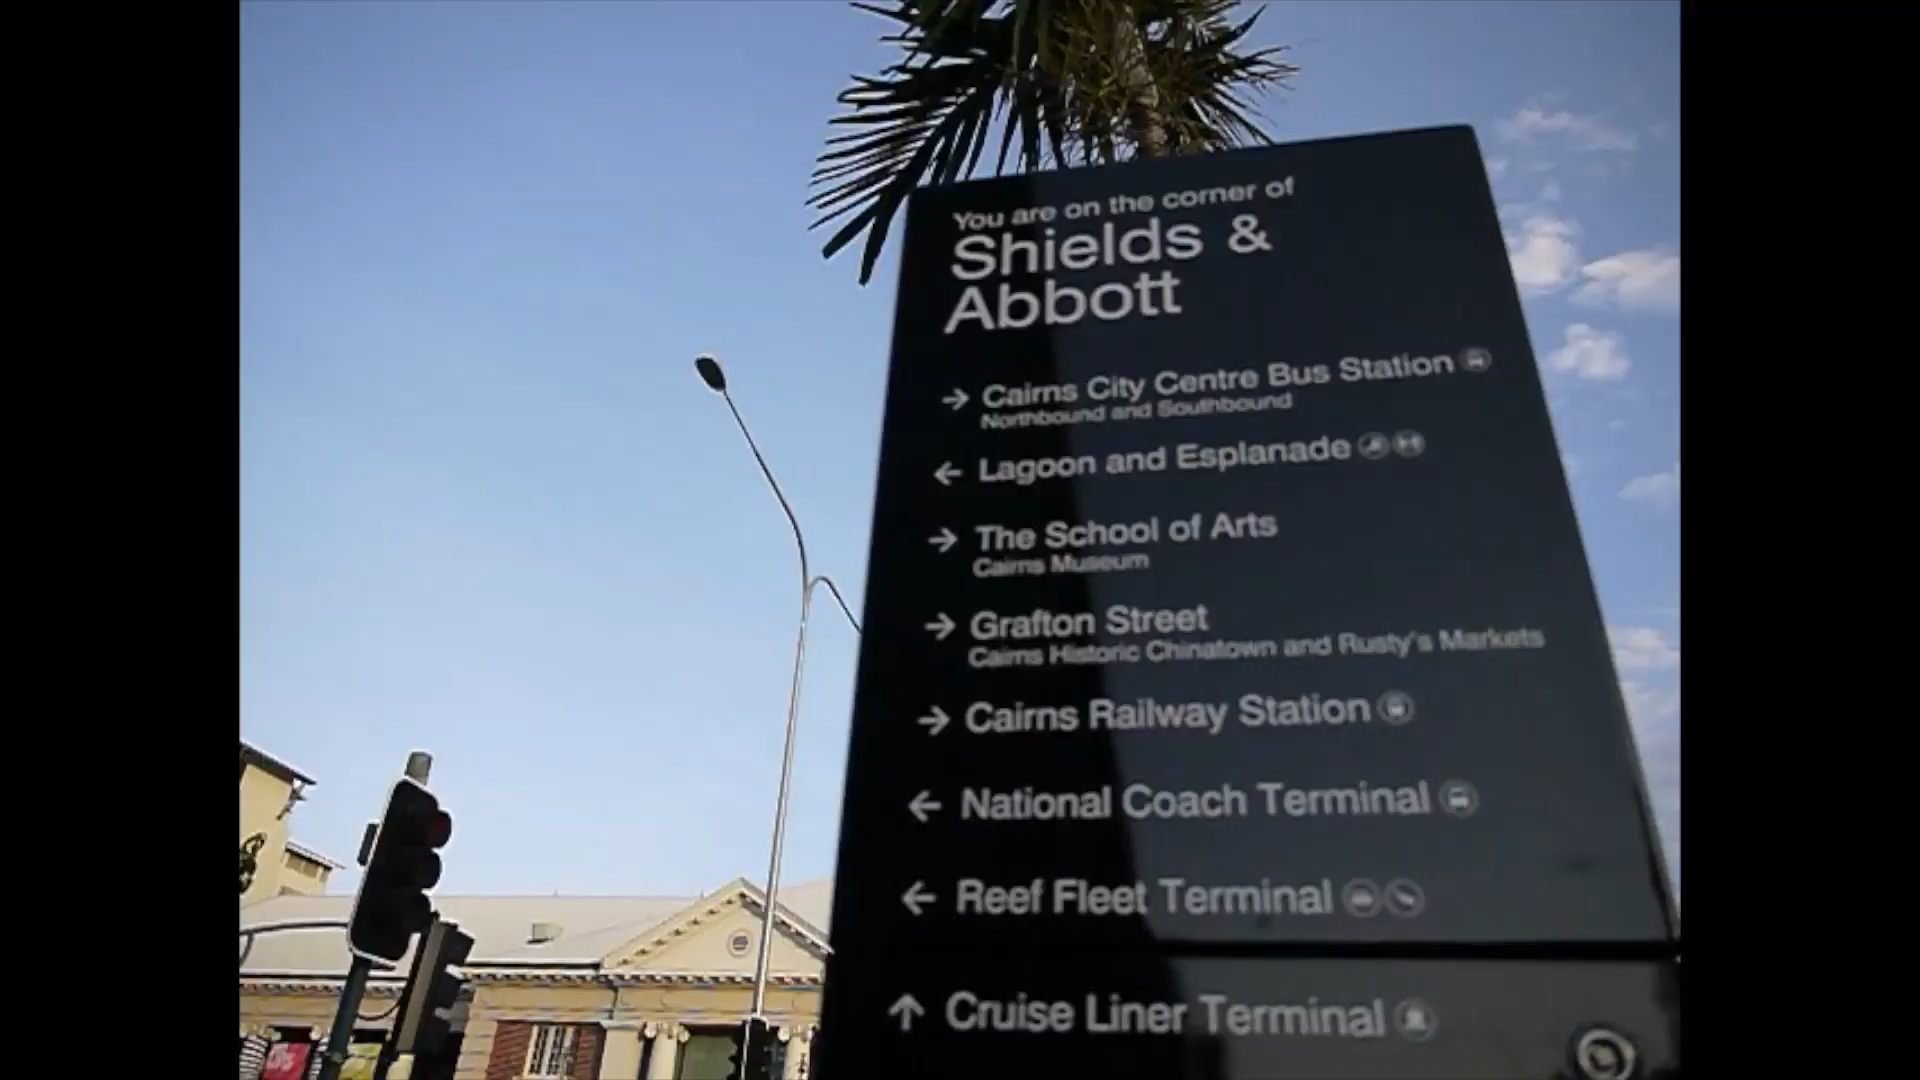 You are on the corner of
Shields &
Abbott
→ Cairns City Centre Bus Station
Northbound and Southbound
← Lagoon and Esplanade
→ The School of Arts
Cairns Museum
→ Grafton Street
Cairns Historic Chinatown and Rusty's Markets
→ Cairns Railway Station
← National Coach Terminal
← Reef Fleet Terminal
↑ Cruise Liner Terminal